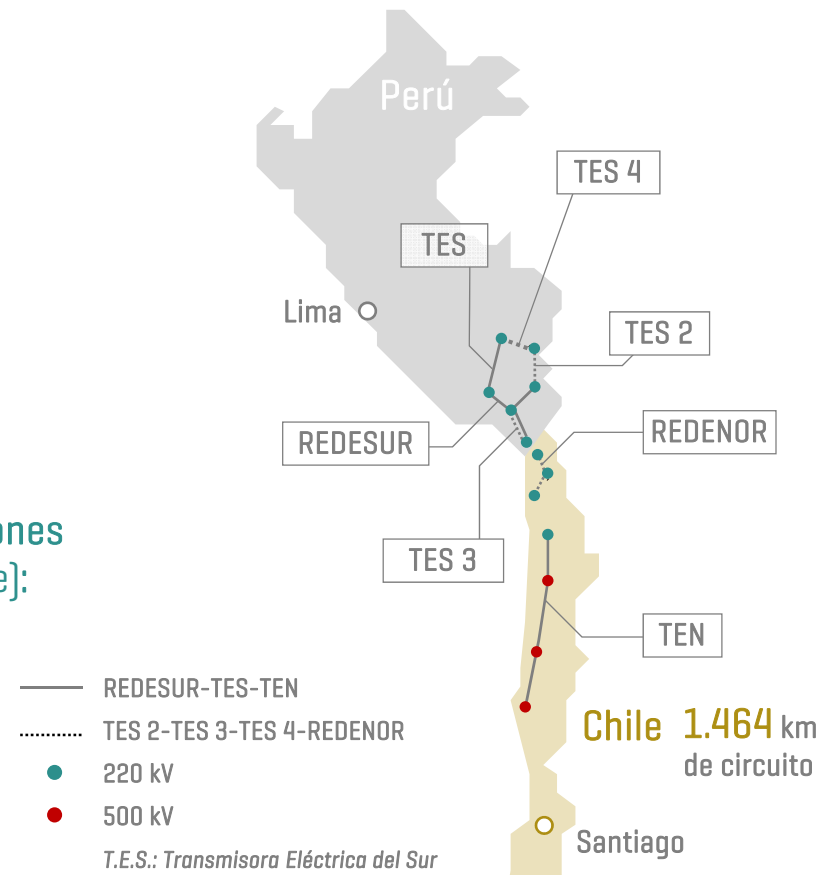 Perú
TES 4
TES
Lima
TES 2
REDESUR
REDENOR
TES 3
TEN
REDESUR-TES-TEN
TES 2-TES 3-TES 4-REDENOR
220 kV
500 kV
T.E.S.: Transmisora Eléctrica del Sur
Chile 1.464 km
de circuito
Santiago